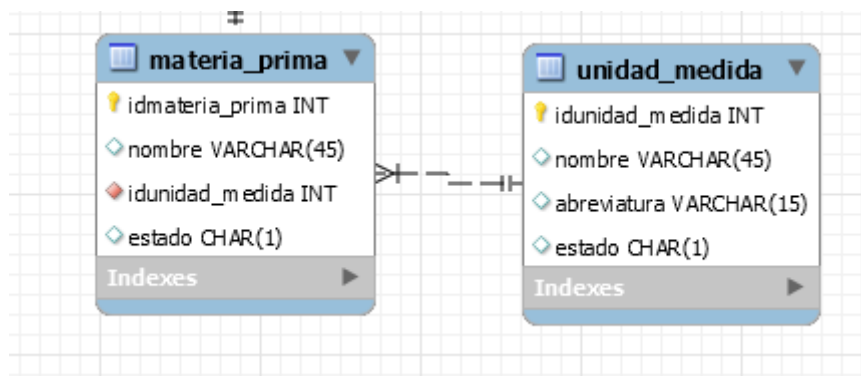 materia_prima
idmateria_prima INT
nombre VARCHAR(45)
idunidad_medida INT
estado CHAR(1)
Indexes
unidad_medida
idunidad_medida INT
nombre VARCHAR(45)
abreviatura VARCHAR(15)
estado CHAR(1)
Indexes